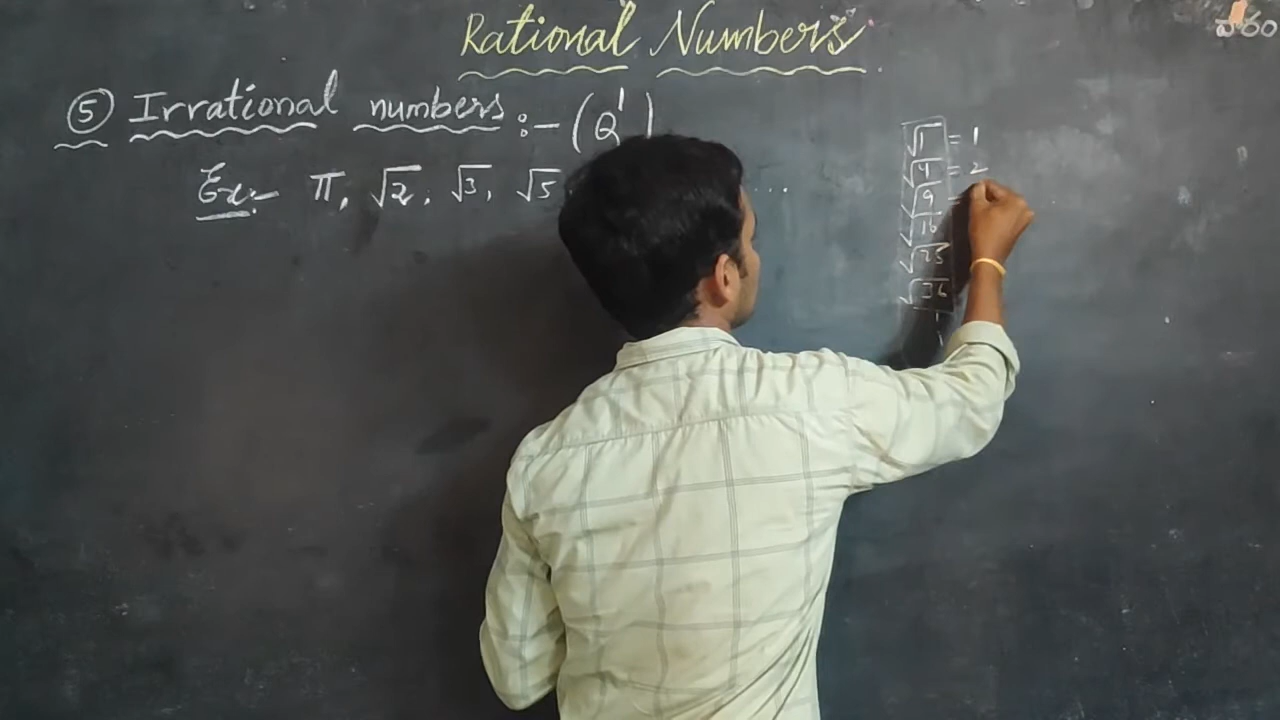 Rational Numbers
వారం
⑤ Irrational numbers :- (Q')
Ex:- π, √2, √3, √5 ...
√1 = 1
√4 = 2
√9 =
√16
√25
√36